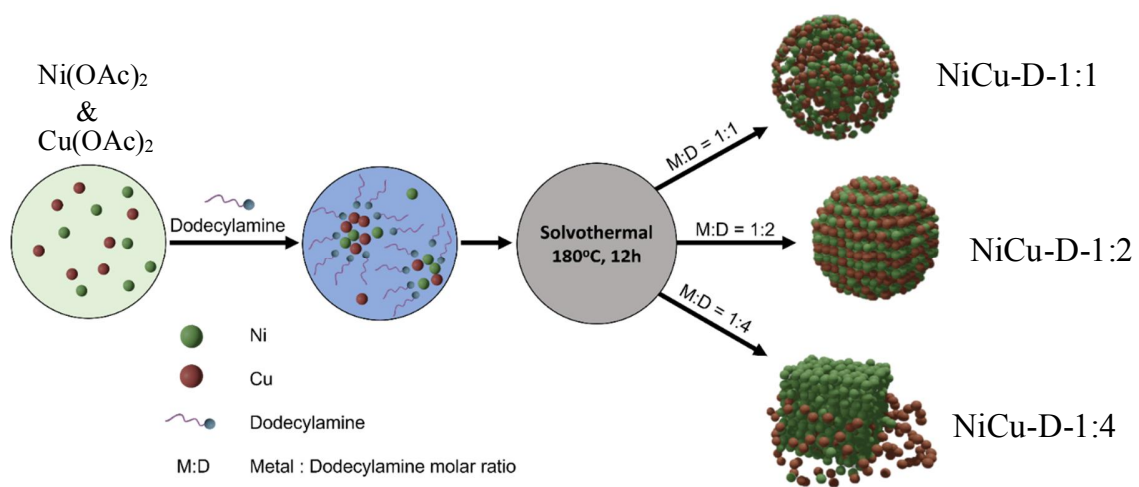 Ni(OAc)₂
&
Cu(OAc)₂
Dodecylamine
Solvothermal
180ºC, 12h
M:D = 1:1
NiCu-D-1:1
M:D = 1:2
NiCu-D-1:2
M:D = 1:4
NiCu-D-1:4
Ni
Cu
Dodecylamine
M:D Metal : Dodecylamine molar ratio